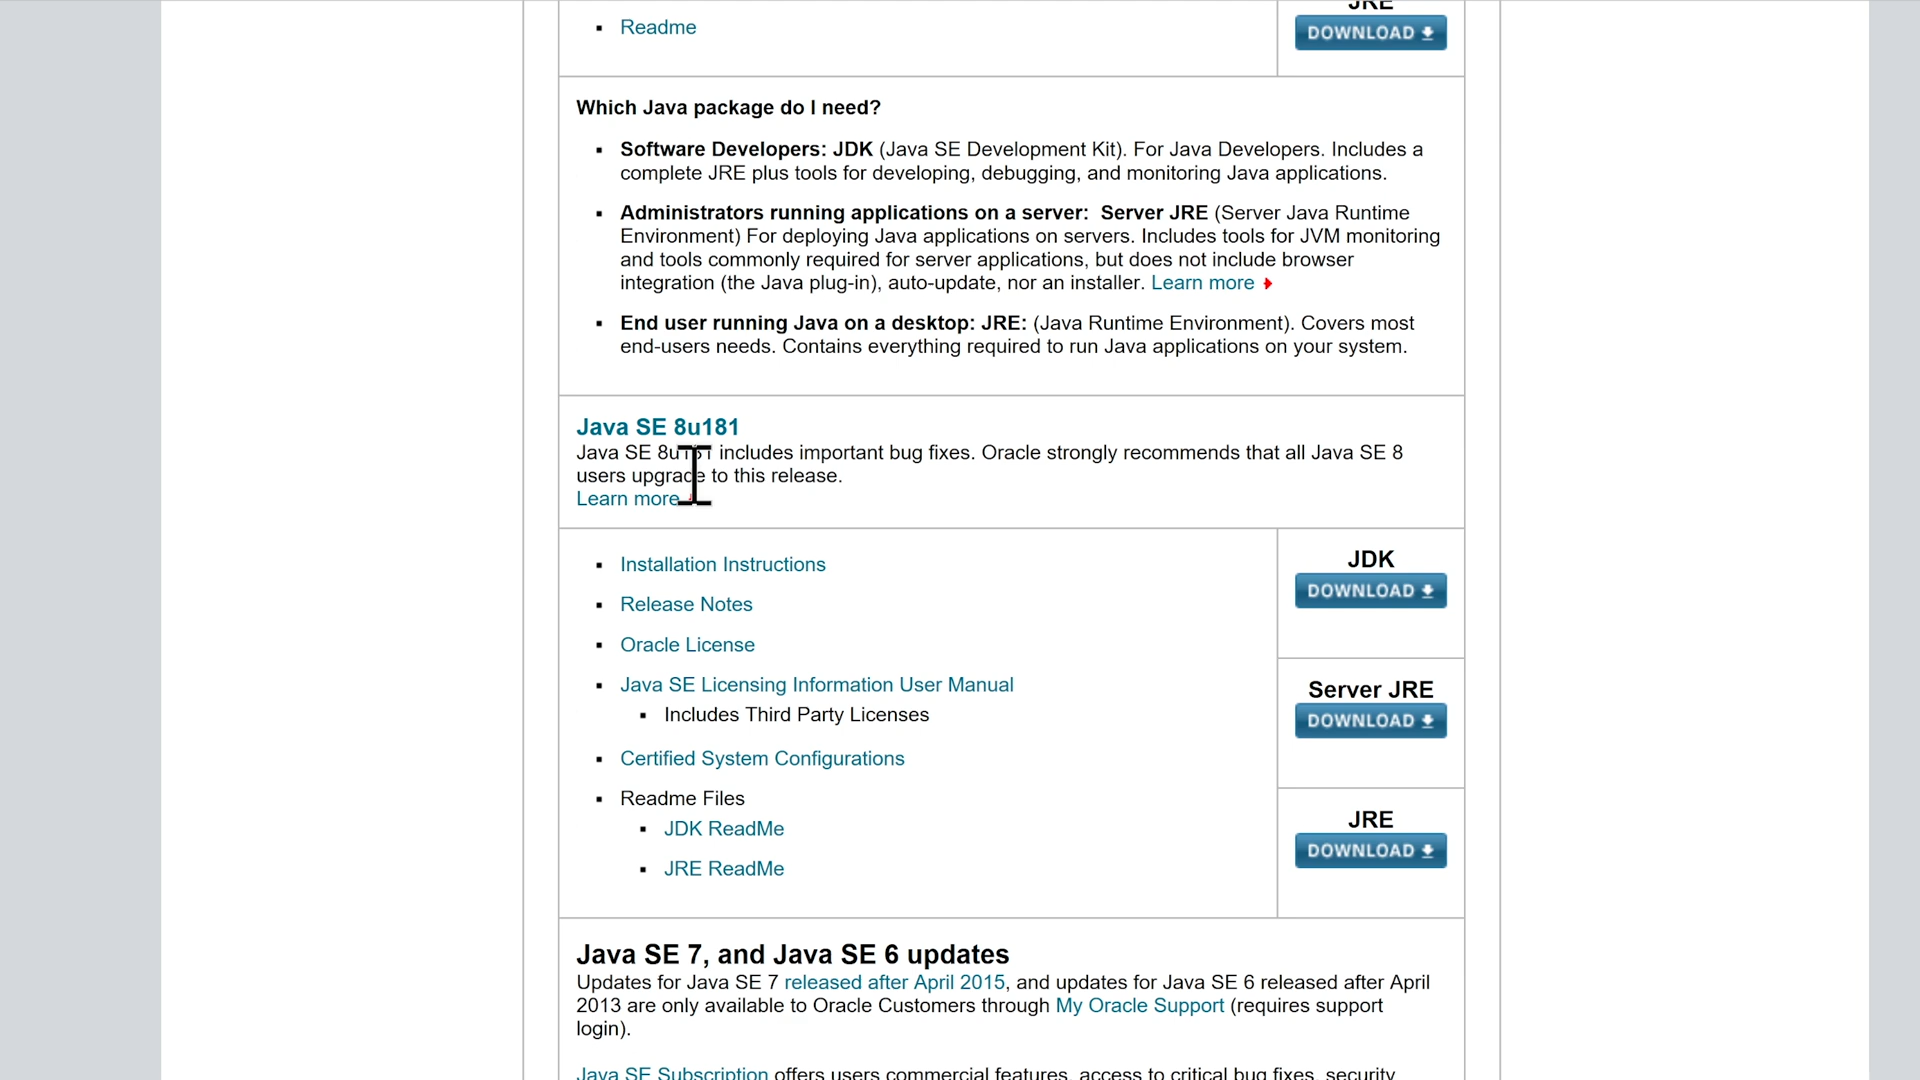 JRE
Readme
DOWNLOAD
Which Java package do I need?
Software Developers: JDK (Java SE Development Kit). For Java Developers. Includes a
complete JRE plus tools for developing, debugging, and monitoring Java applications.
Administrators running applications on a server: Server JRE (Server Java Runtime
Environment) For deploying Java applications on servers. Includes tools for JVM monitoring
and tools commonly required for server applications, but does not include browser
integration (the Java plug-in), auto-update, nor an installer. Learn more
End user running Java on a desktop: JRE: (Java Runtime Environment). Covers most
end-users needs. Contains everything required to run Java applications on your system.
Java SE 8u181
Java SE 8u181 includes important bug fixes. Oracle strongly recommends that all Java SE 8
users upgrade to this release.
Learn more
Installation Instructions
Release Notes
Oracle License
Java SE Licensing Information User Manual
Includes Third Party Licenses
Certified System Configurations
Readme Files
JDK ReadMe
JRE ReadMe
JDK
DOWNLOAD
Server JRE
DOWNLOAD
JRE
DOWNLOAD
Java SE 7, and Java SE 6 updates
Updates for Java SE 7 released after April 2015, and updates for Java SE 6 released after April
2013 are only available to Oracle Customers through My Oracle Support (requires support
login).
Java SE Subscription offers users commercial features, access to critical bug fixes, security